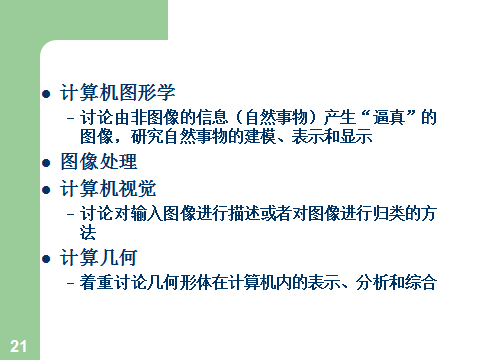 计算机图形学
– 讨论由非图像的信息（自然事物）产生“逼真”的
图像，研究自然事物的建模、表示和显示
图像处理
计算机视觉
– 讨论对输入图像进行描述或者对图像进行归类的方
法
计算几何
– 着重讨论几何形体在计算机内的表示、分析和综合
21